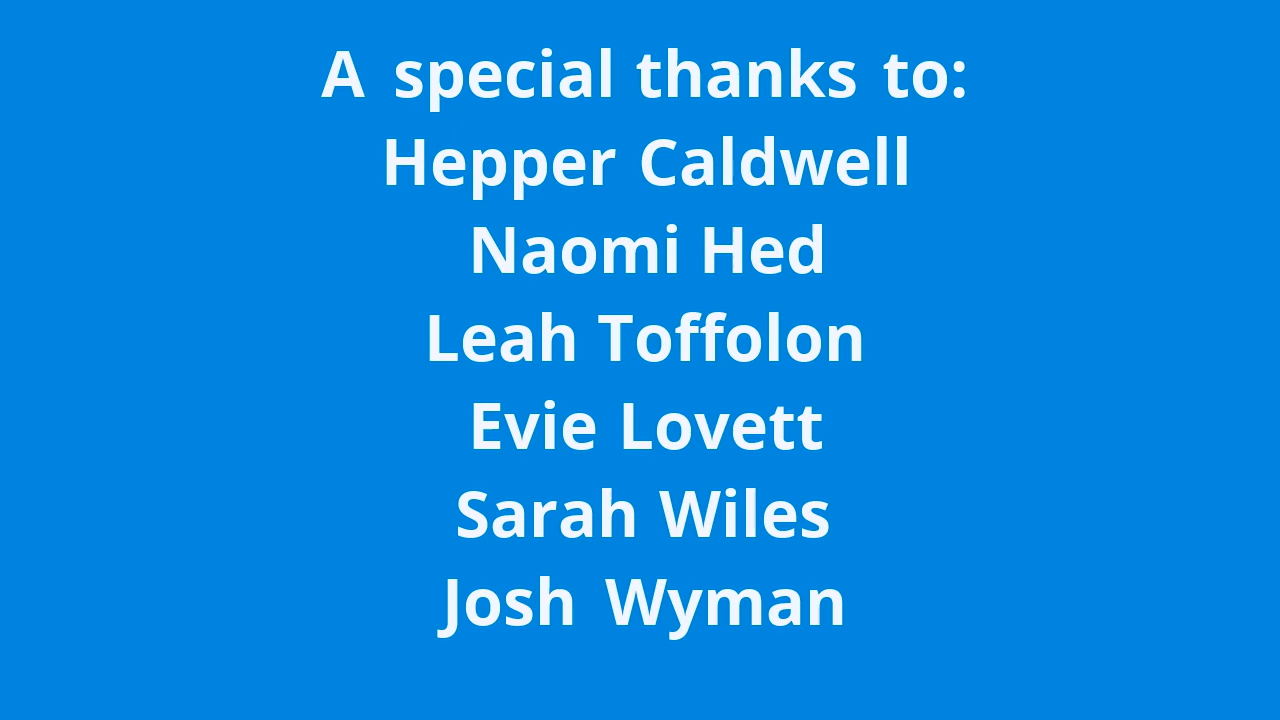 A special thanks to:
Hepper Caldwell
Naomi Hed
Leah Toffolon
Evie Lovett
Sarah Wiles
Josh Wyman